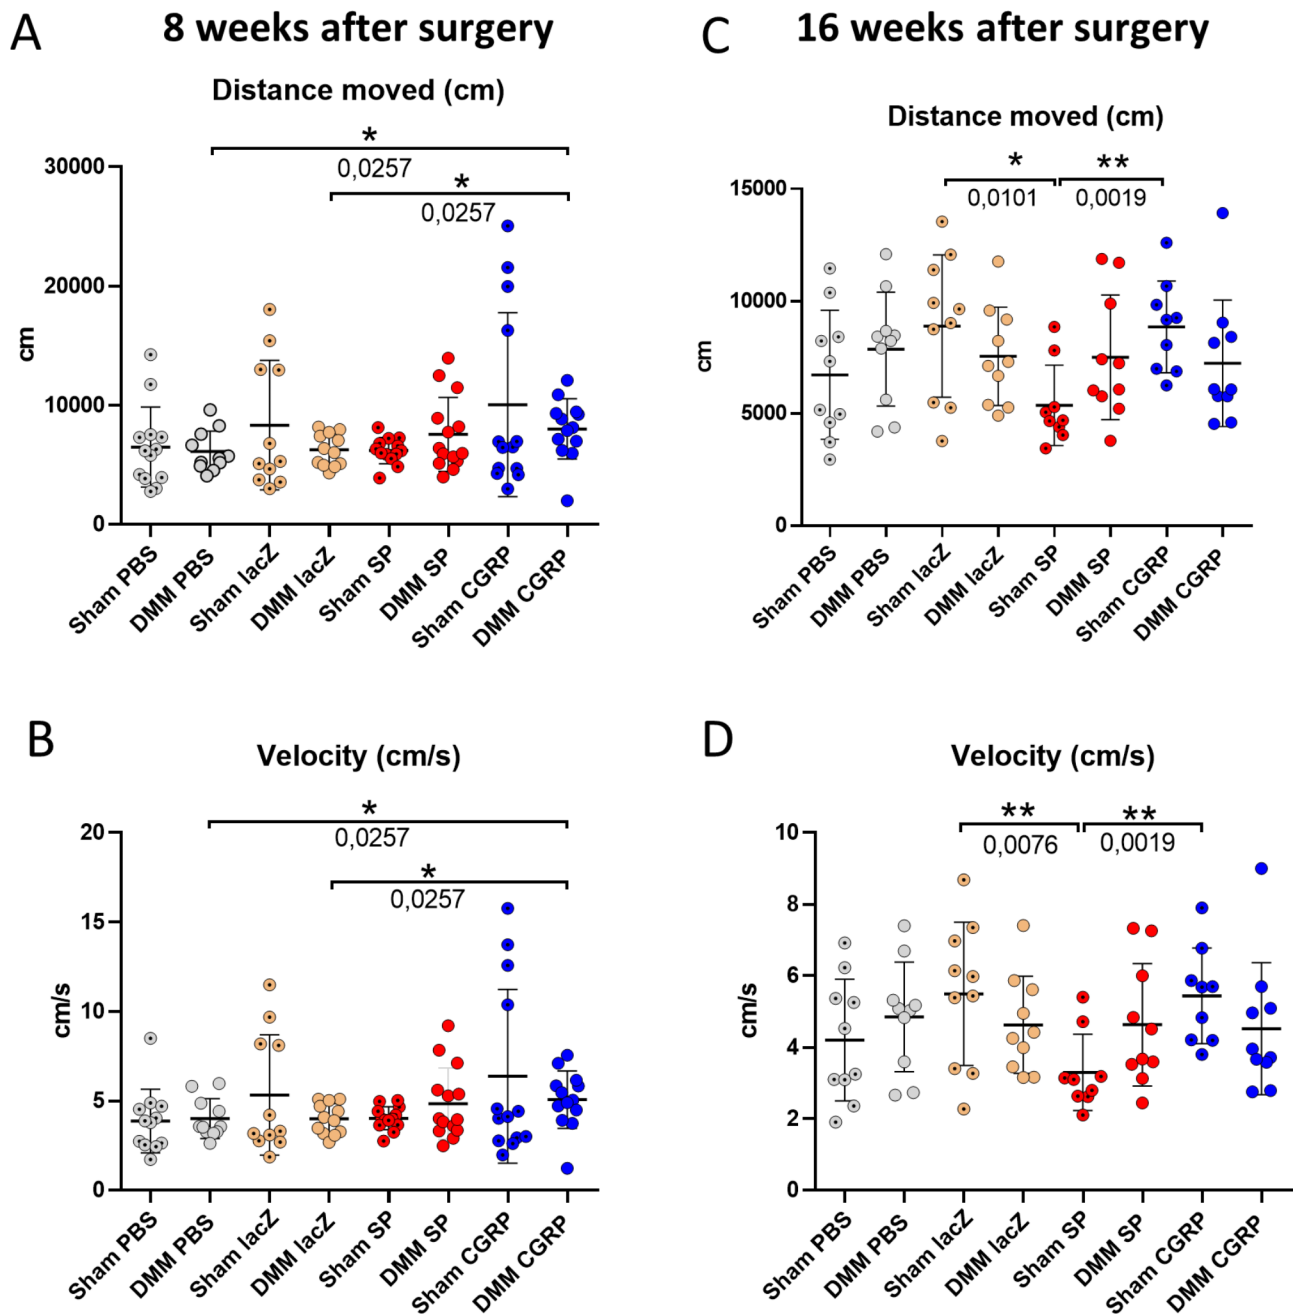 A
8 weeks after surgery
Distance moved (cm)
*
0,0257
*
0,0257
30000
20000
10000
0
cm
Sham PBS
DMM PBS
Sham lacZ
DMM lacZ
Sham SP
DMM SP
Sham CGRP
DMM CGRP
B
Velocity (cm/s)
*
0,0257
*
0,0257
20
15
10
5
0
cm/s
Sham PBS
DMM PBS
Sham lacZ
DMM lacZ
Sham SP
DMM SP
Sham CGRP
DMM CGRP
C
16 weeks after surgery
Distance moved (cm)
*
**
0,0101
0,0019
15000
10000
5000
0
cm
Sham PBS
DMM PBS
Sham lacZ
DMM lacZ
Sham SP
DMM SP
Sham CGRP
DMM CGRP
D
Velocity (cm/s)
**
**
0,0076
0,0019
10
8
6
4
2
0
cm/s
Sham PBS
DMM PBS
Sham lacZ
DMM lacZ
Sham SP
DMM SP
Sham CGRP
DMM CGRP